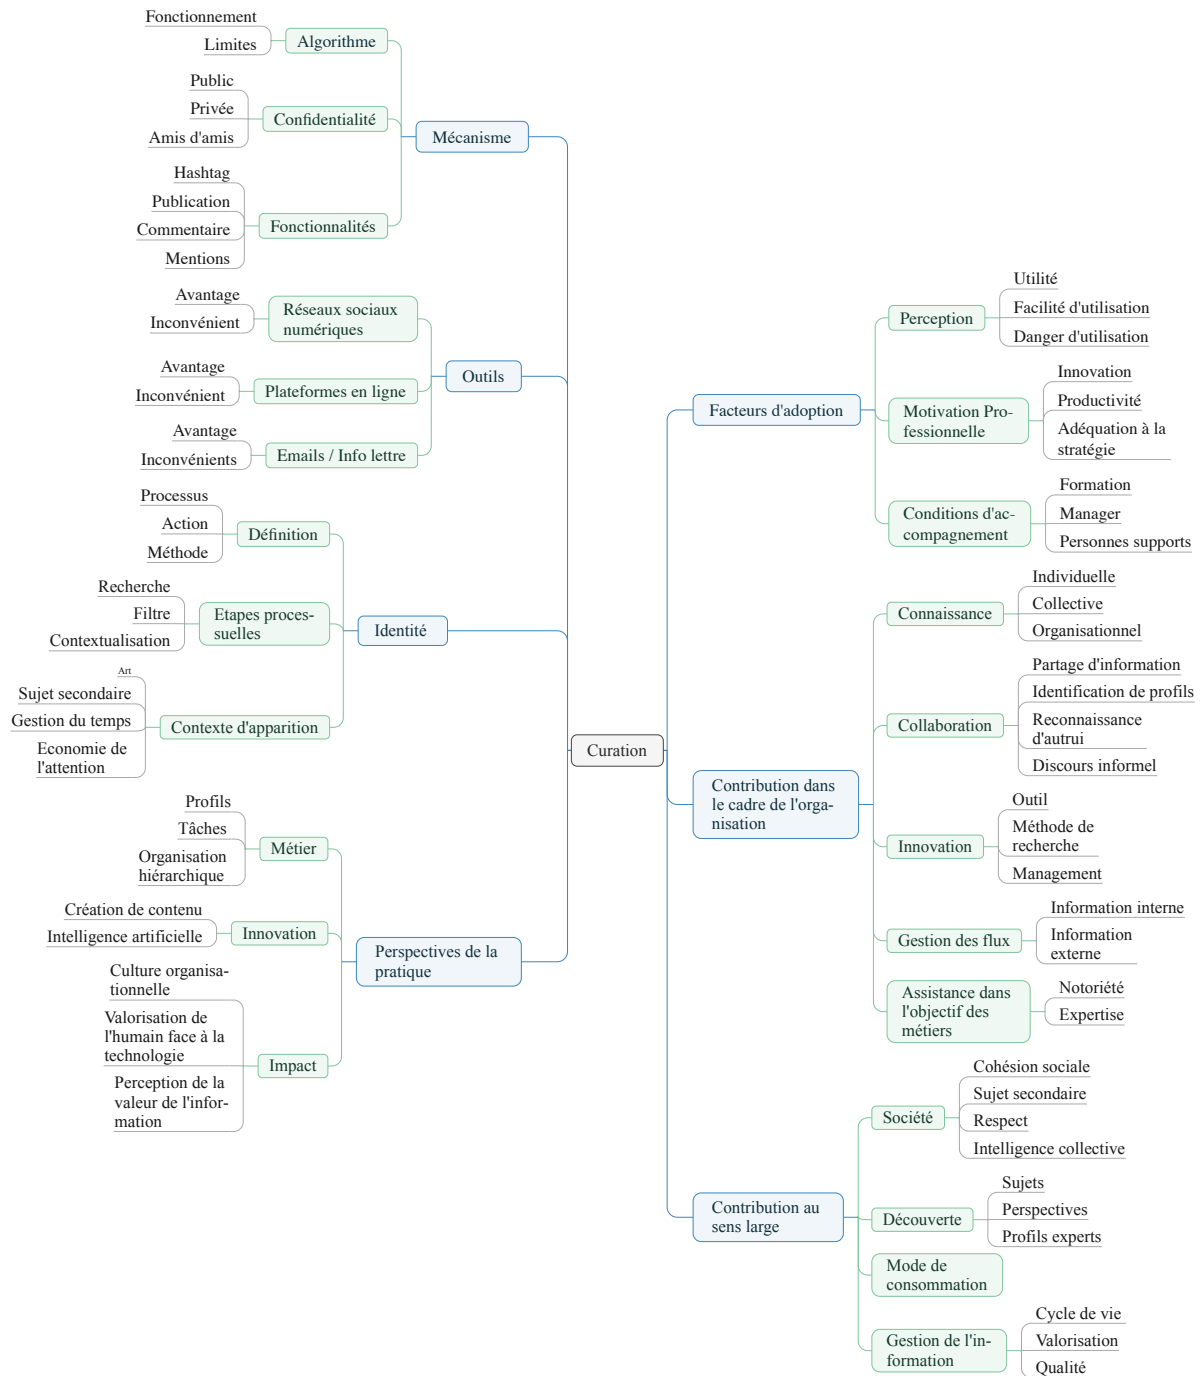 Fonctionnement
Limites
Algorithme
Public
Privée
Amis d'amis
Confidentialité
Hashtag
Publication
Commentaire
Mentions
Fonctionnalités
Mécanisme
Avantage
Inconvénient
Réseaux sociaux
numériques
Avantage
Inconvénient
Plateformes en ligne
Avantage
Inconvénients
Emails / Info lettre
Outils
Processus
Action
Méthode
Définition
Recherche
Filtre
Contextualisation
Etapes proces-
suelles
Art
Sujet secondaire
Gestion du temps
Economie de
l'attention
Contexte d'apparition
Identité
Profils
Tâches
Organisation
hiérarchique
Métier
Création de contenu
Intelligence artificielle
Innovation
Culture organisa-
tionnelle
Valorisation de
l'humain face à la
technologie
Perception de la
valeur de l'infor-
mation
Impact
Perspectives de la
pratique
Curation
Facteurs d'adoption
Perception
Utilité
Facilité d'utilisation
Danger d'utilisation
Motivation Pro-
fessionnelle
Innovation
Productivité
Adéquation à la
stratégie
Conditions d'ac-
compagnement
Formation
Manager
Personnes supports
Contribution dans
le cadre de l'orga-
nisation
Connaissance
Individuelle
Collective
Organisationnel
Collaboration
Partage d'information
Identification de profils
Reconnaissance
d'autrui
Discours informel
Innovation
Outil
Méthode de
recherche
Management
Gestion des flux
Information interne
Information
externe
Assistance dans
l'objectif des
métiers
Notoriété
Expertise
Contribution au
sens large
Société
Cohésion sociale
Sujet secondaire
Respect
Intelligence collective
Découverte
Sujets
Perspectives
Profils experts
Mode de
consommation
Gestion de l'in-
formation
Cycle de vie
Valorisation
Qualité